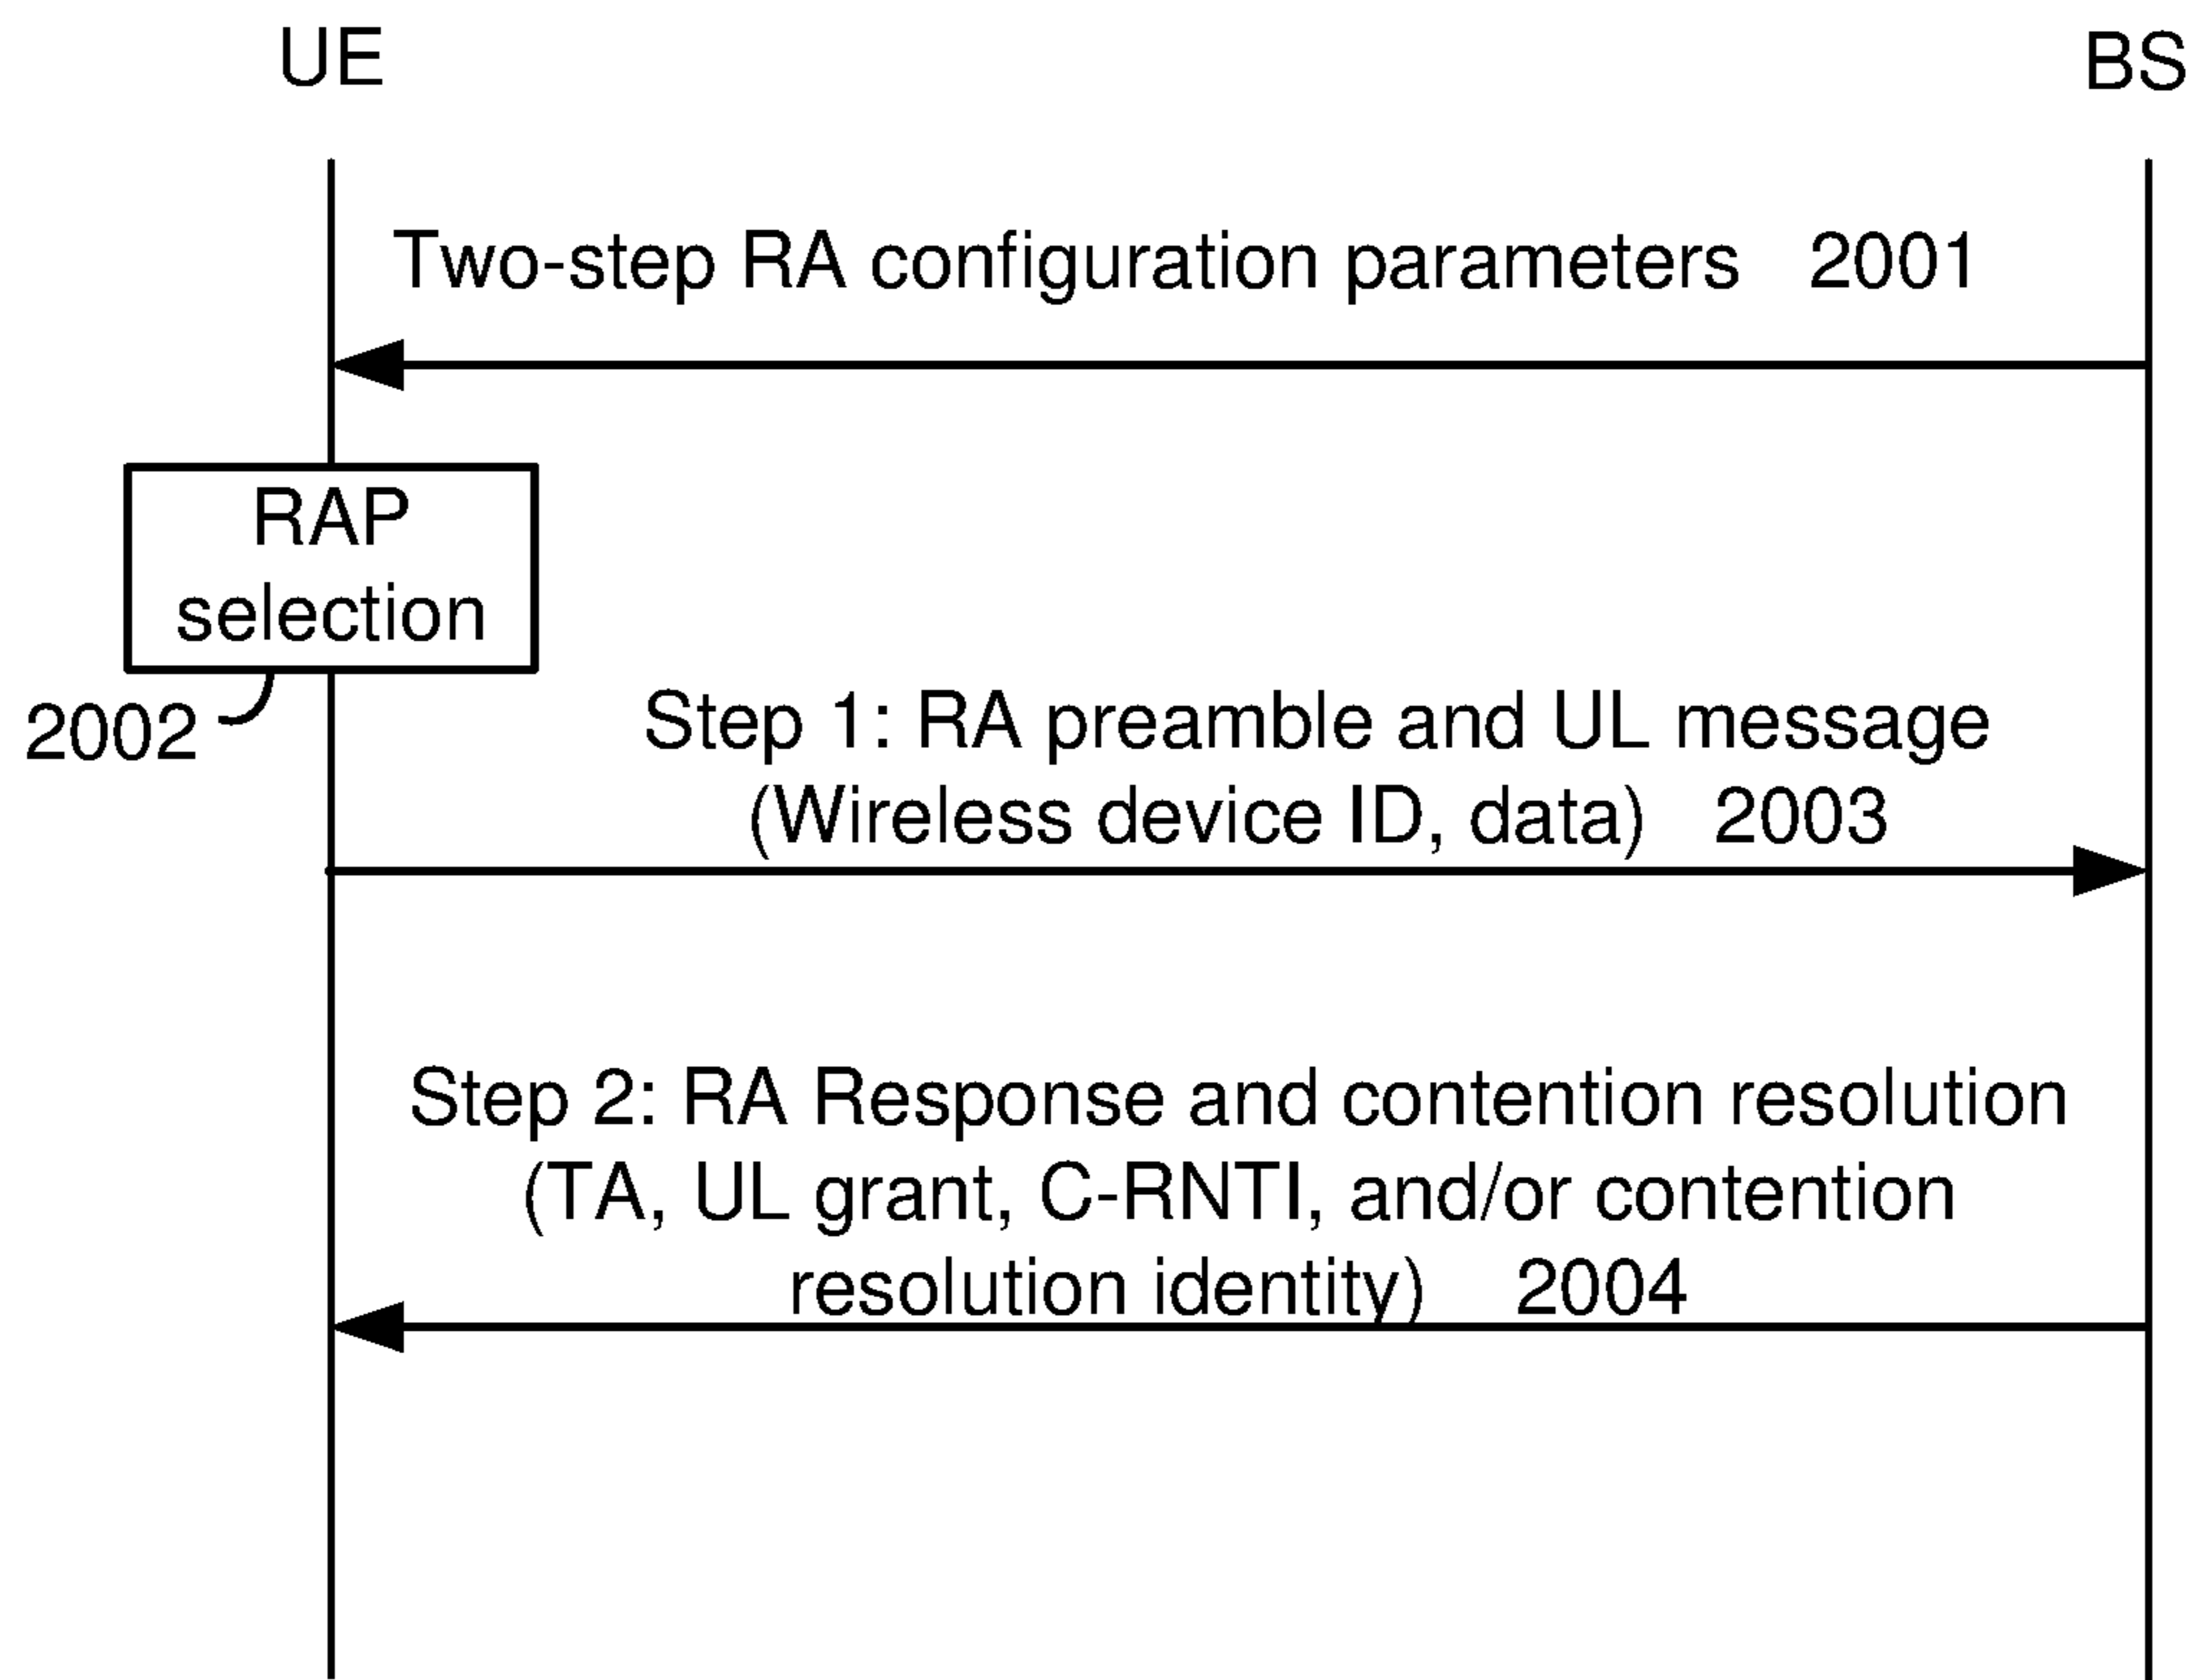 UE
BS
Two-step RA configuration parameters 2001
RAP
selection
2002
Step 1: RA preamble and UL message
(Wireless device ID, data) 2003
Step 2: RA Response and contention resolution
(TA, UL grant, C-RNTI, and/or contention
resolution identity) 2004